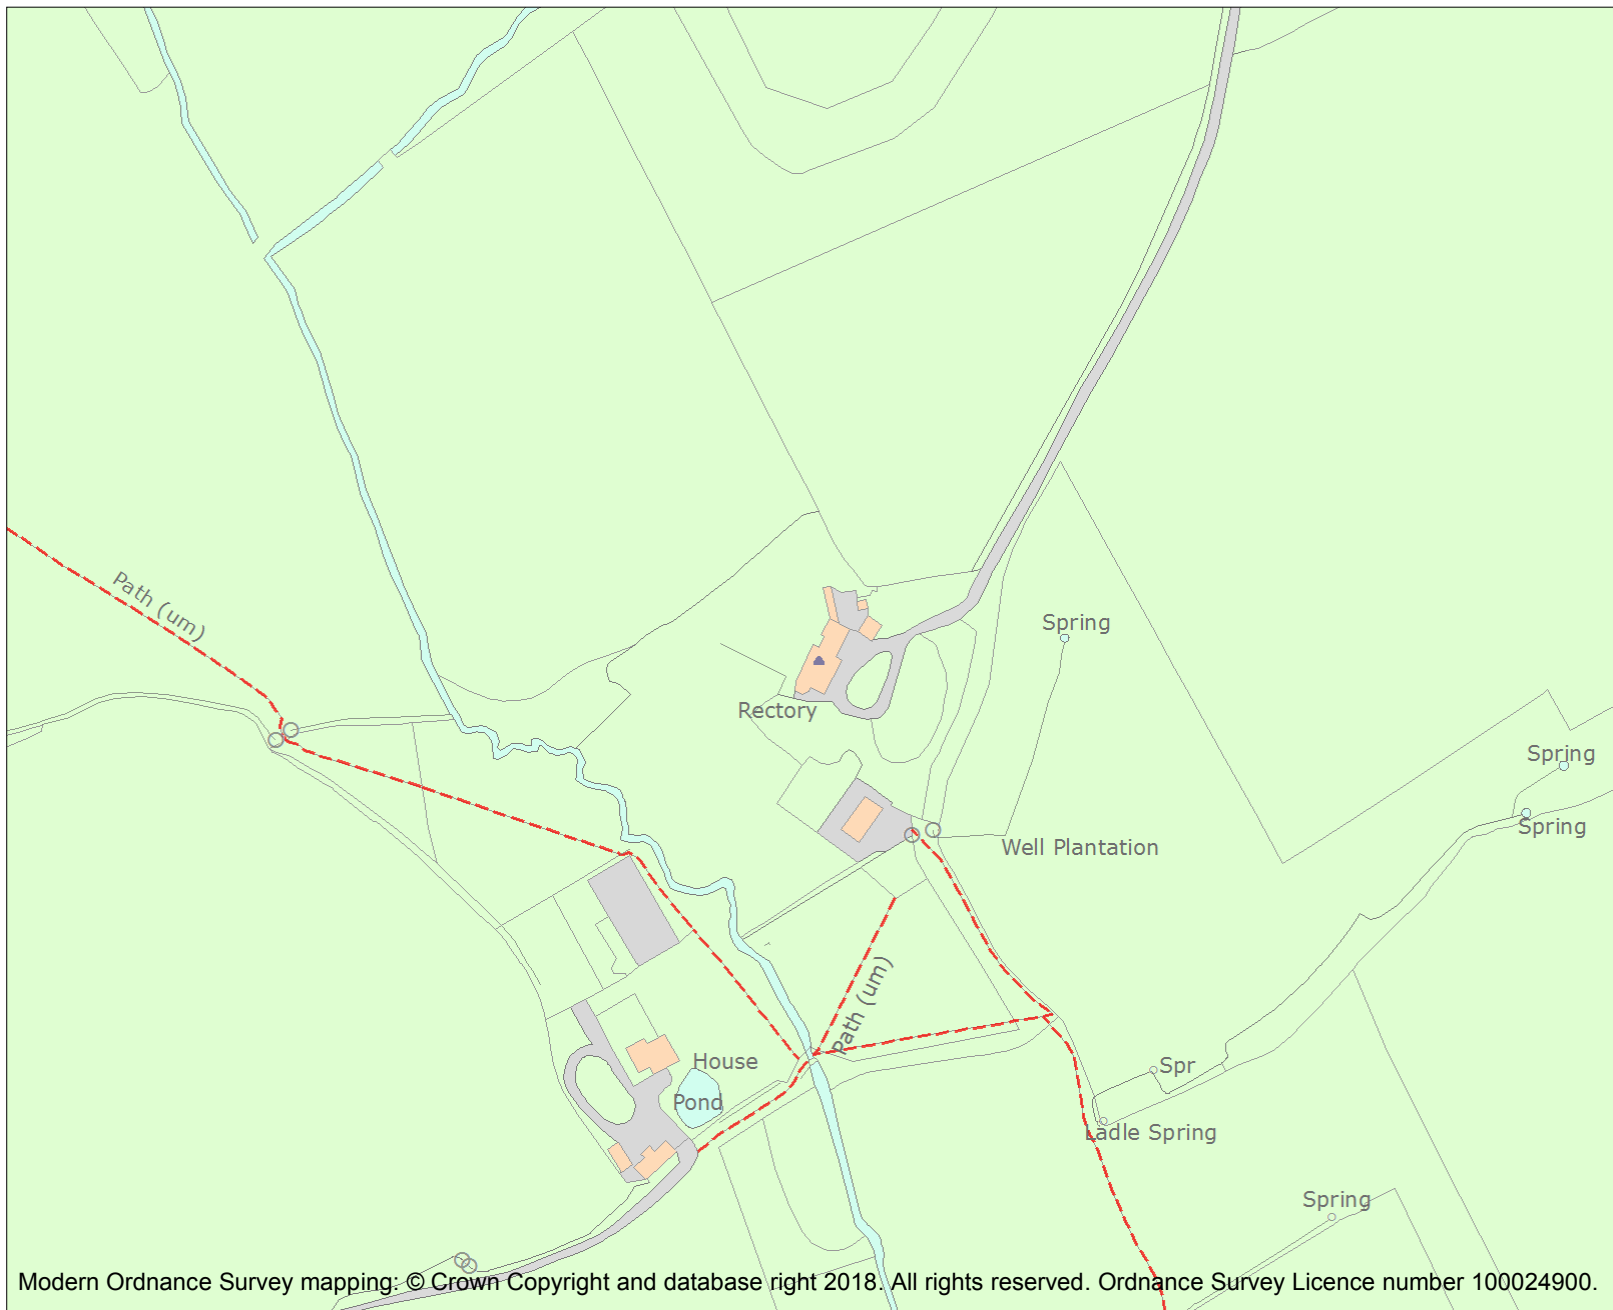 Path (um)
Spring
Rectory
Spring
Spring
Well Plantation
Path (um)
House
Spr
Pond
Ladle Spring
Spring
Modern Ordnance Survey mapping: © Crown Copyright and database right 2018. All rights reserved. Ordnance Survey Licence number 100024900.